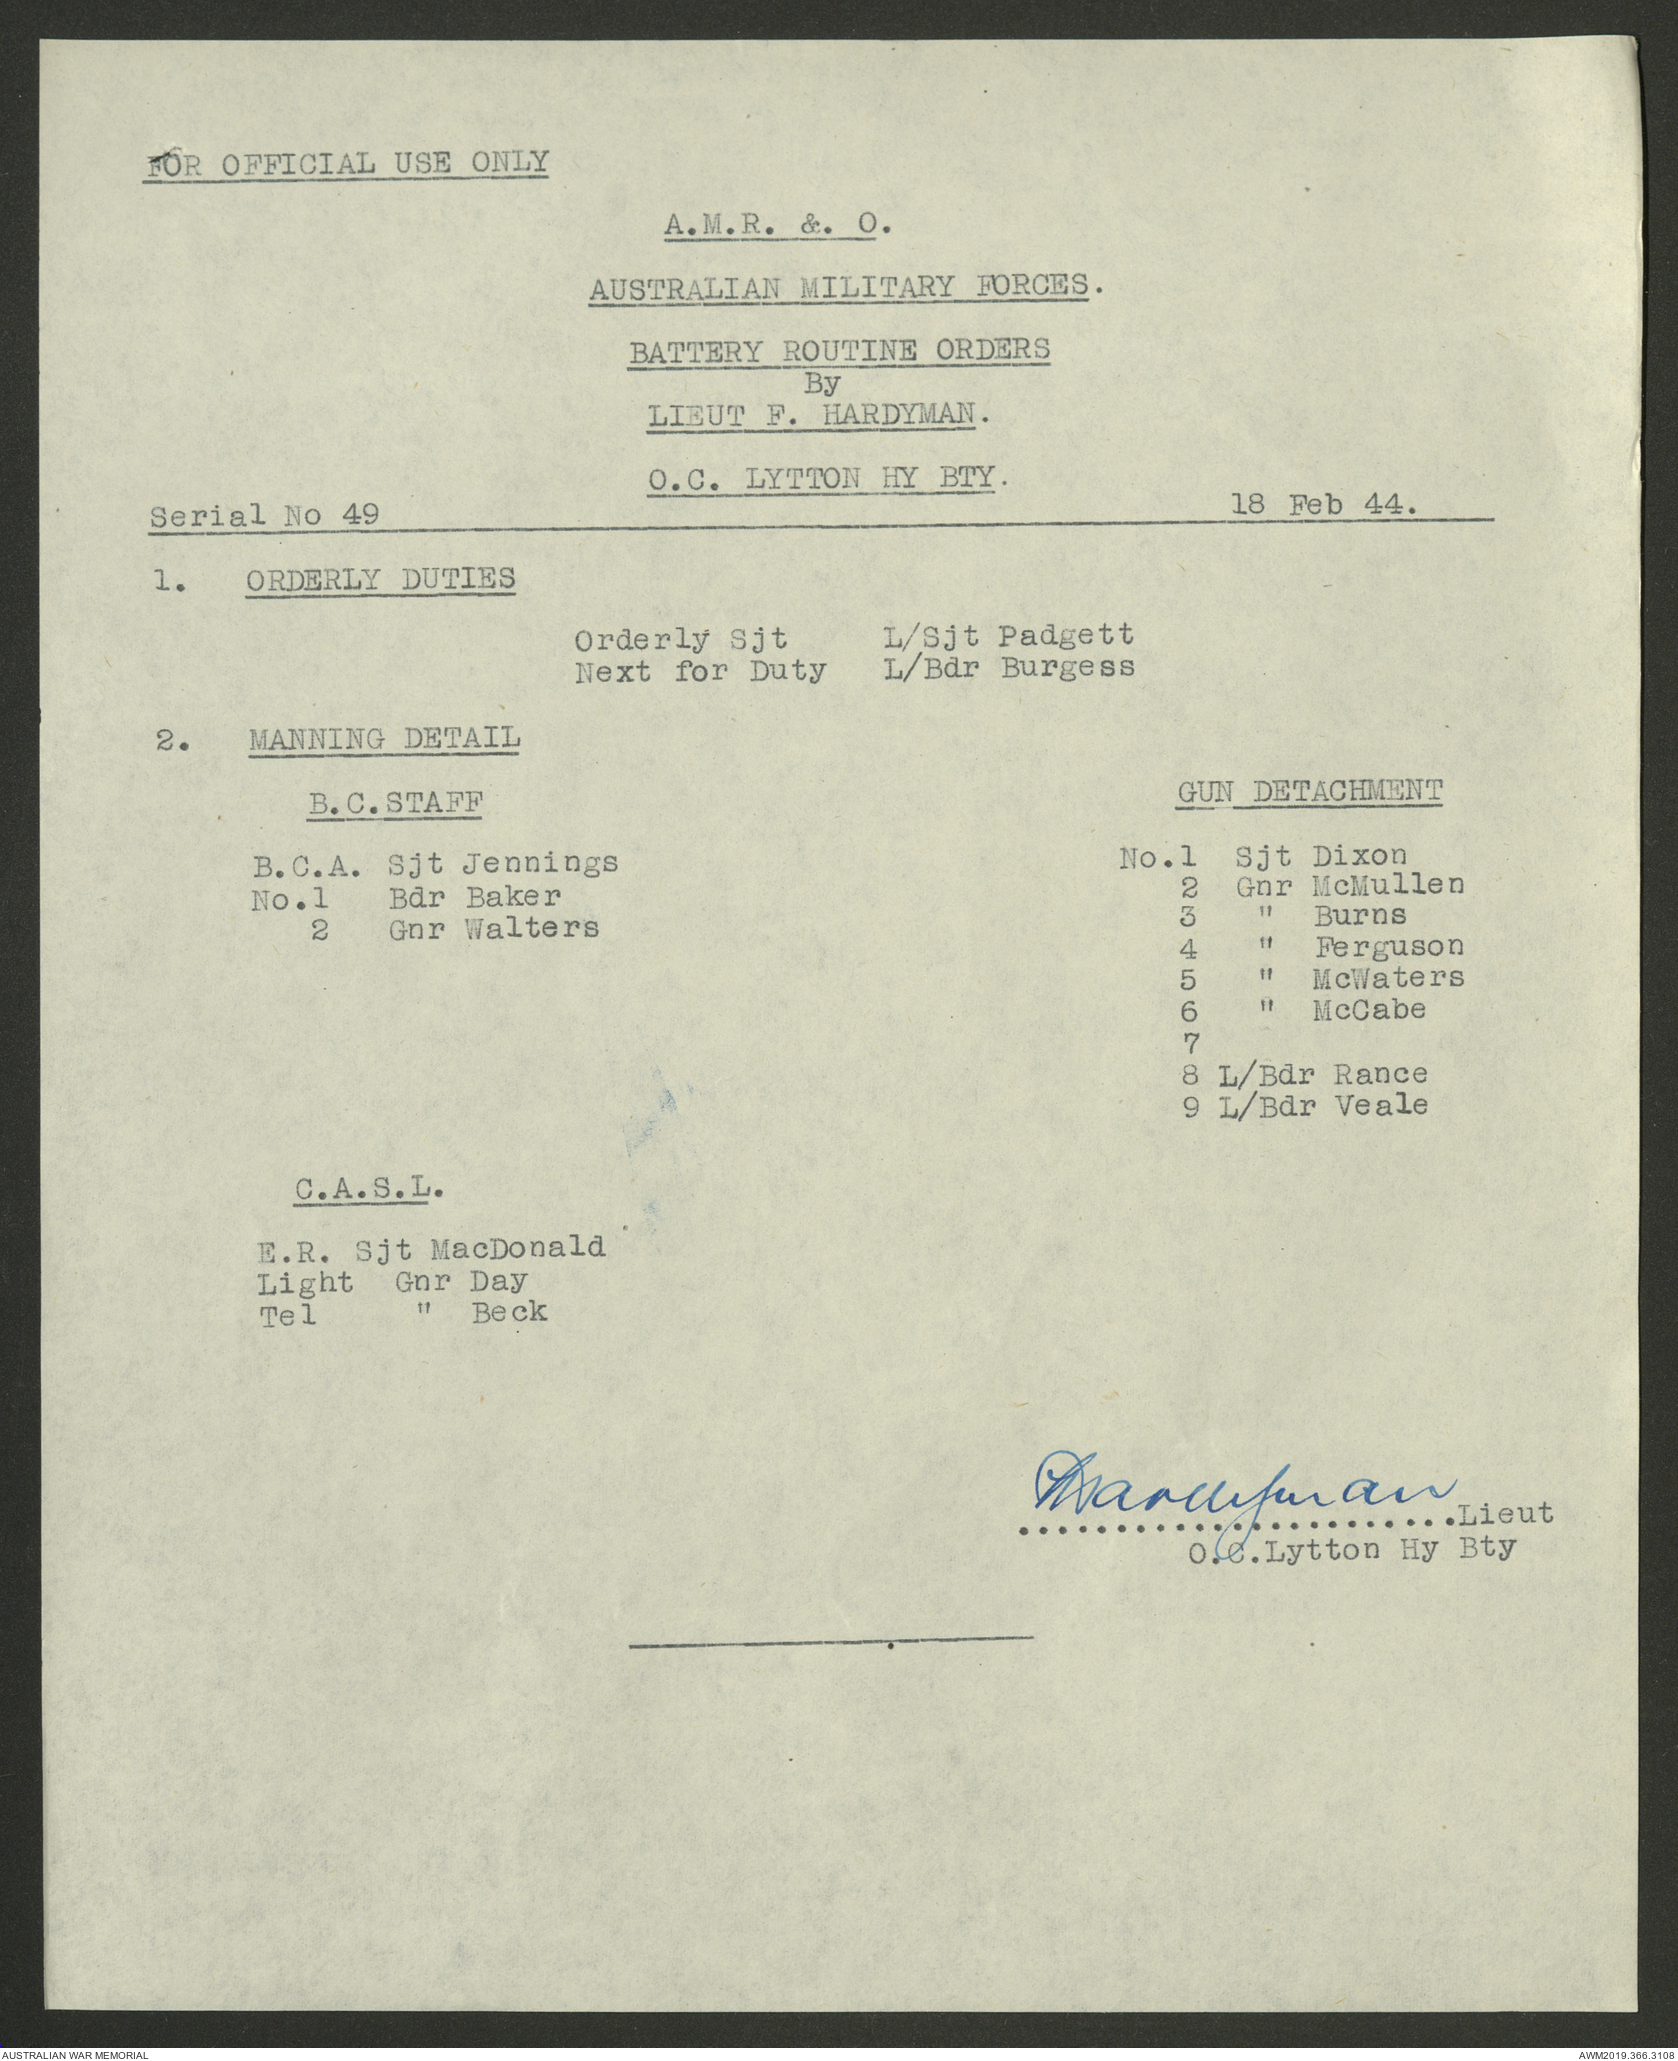 FOR OFFICIAL USE ONLY
A.M.R. &. O.
AUSTRALIAN MILITARY FORCES.
BATTERY ROUTINE ORDERS
By
LIEUT F. HARDYMAN.
O.C. LYTTON HY BTY.
Serial No 49 18 Feb 44.
1. ORDERLY DUTIES
Orderly Sjt L/Sjt Padgett
Next for Duty L/Bdr Burgess
2. MANNING DETAIL
B.C.STAFF
B.C.A. Sjt Jennings
No.1 Bdr Baker
2 Gnr Walters
GUN DETACHMENT
No.1 Sjt Dixon
2 Gnr McMullen
3 " Burns
4 " Ferguson
5 " McWaters
6 " McCabe
7
8 L/Bdr Rance
9 L/Bdr Veale
C.A.S.L.
E.R. Sjt MacDonald
Light Gnr Day
Tel " Beck
Hardyman
.......................Lieut
O.C.Lytton Hy Bty
AUSTRALIAN WAR MEMORIAL
AWM2019.366.3108